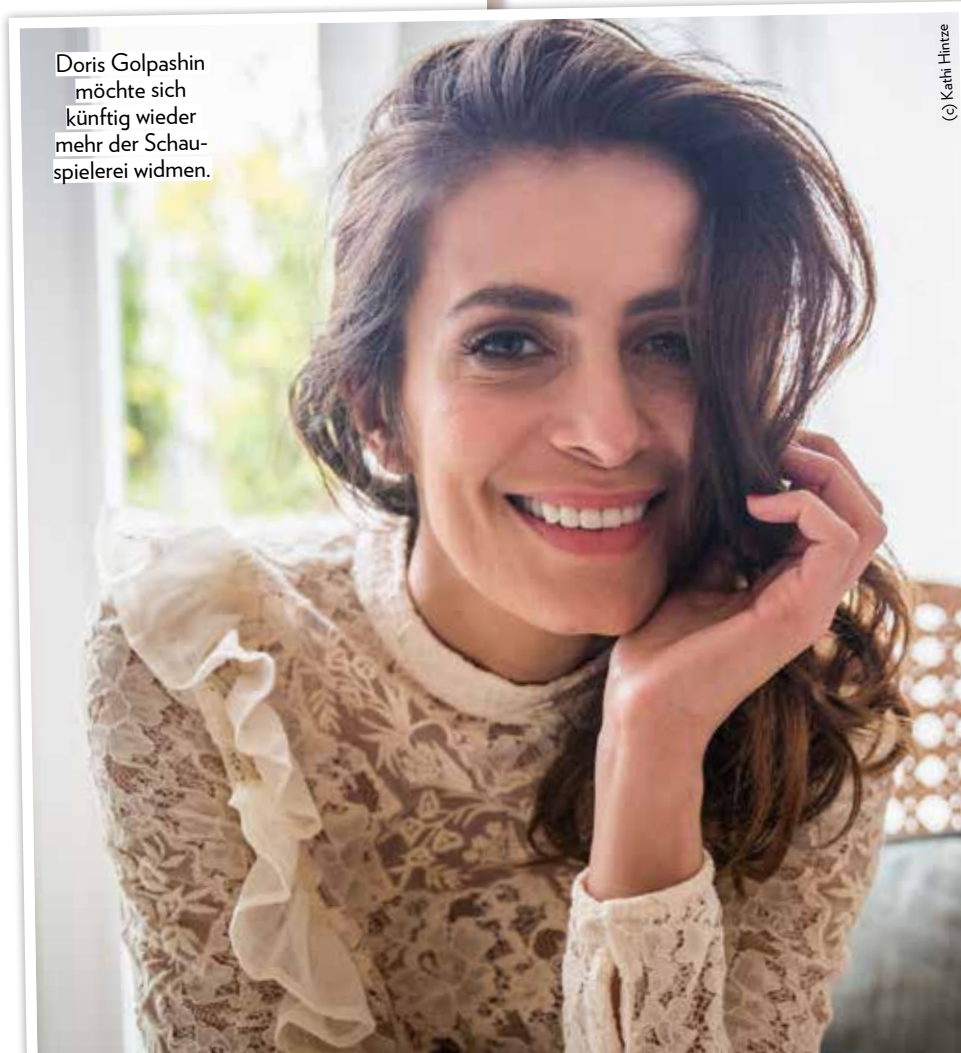 Doris Golpashin
möchte sich
künftig wieder
mehr der Schau-
spielerei widmen.
(c) Kathi Hintze